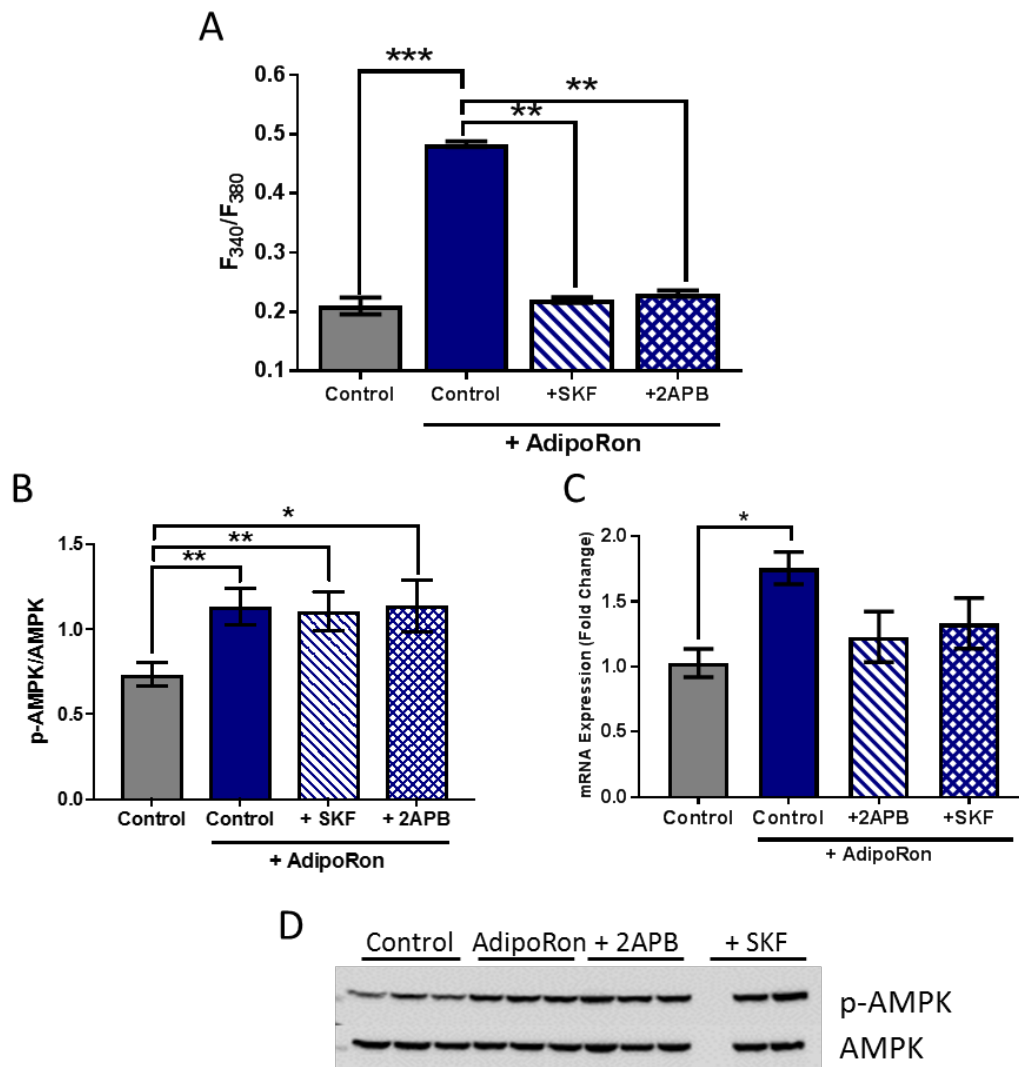 A
***
**
**
0.6
0.5
0.4
0.3
0.2
0.1
F340/F380
Control Control +SKF +2APB
+ AdipoRon
B
*
**
**
1.5
1.0
0.5
0.0
p-AMPK/AMPK
Control Control + SKF + 2APB
+ AdipoRon
C
*
2.0
1.5
1.0
0.5
0.0
mRNA Expression (Fold Change)
Control Control +2APB +SKF
+ AdipoRon
D
Control AdipoRon + 2APB + SKF
p-AMPK
AMPK